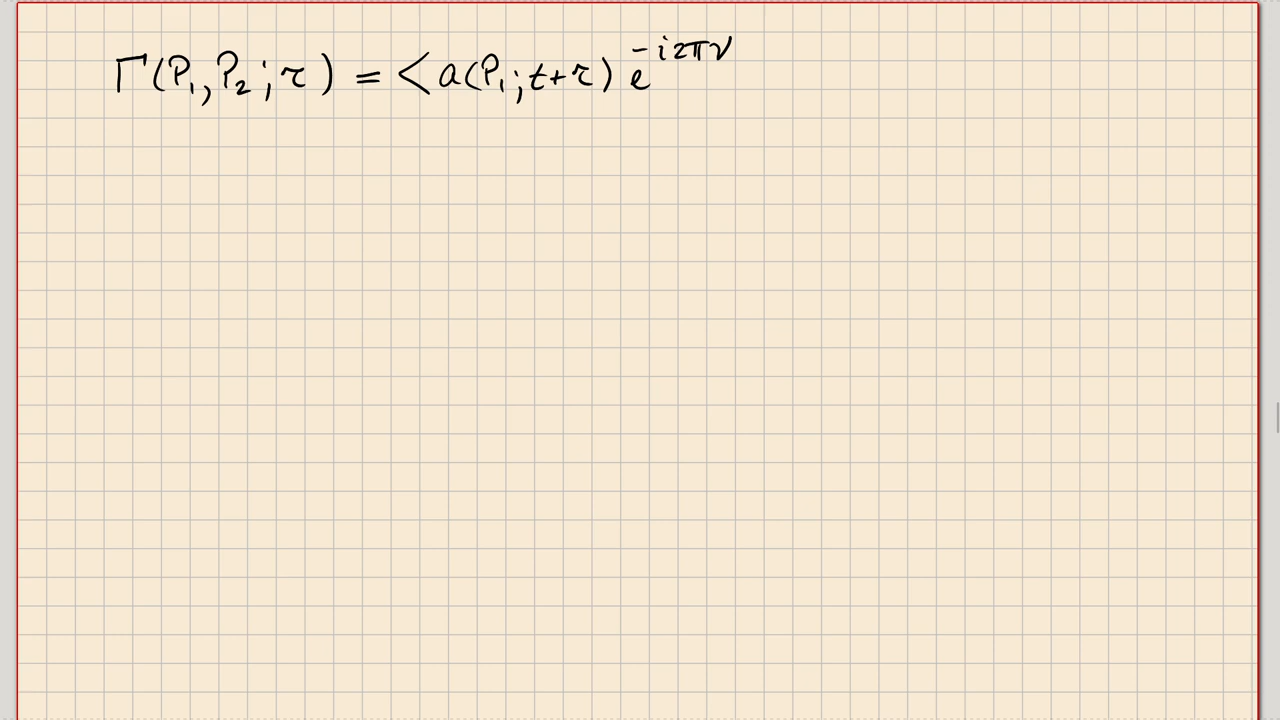 Γ(P₁,P₂;τ) = <a(P₁;t+τ) e^{-i2πν}